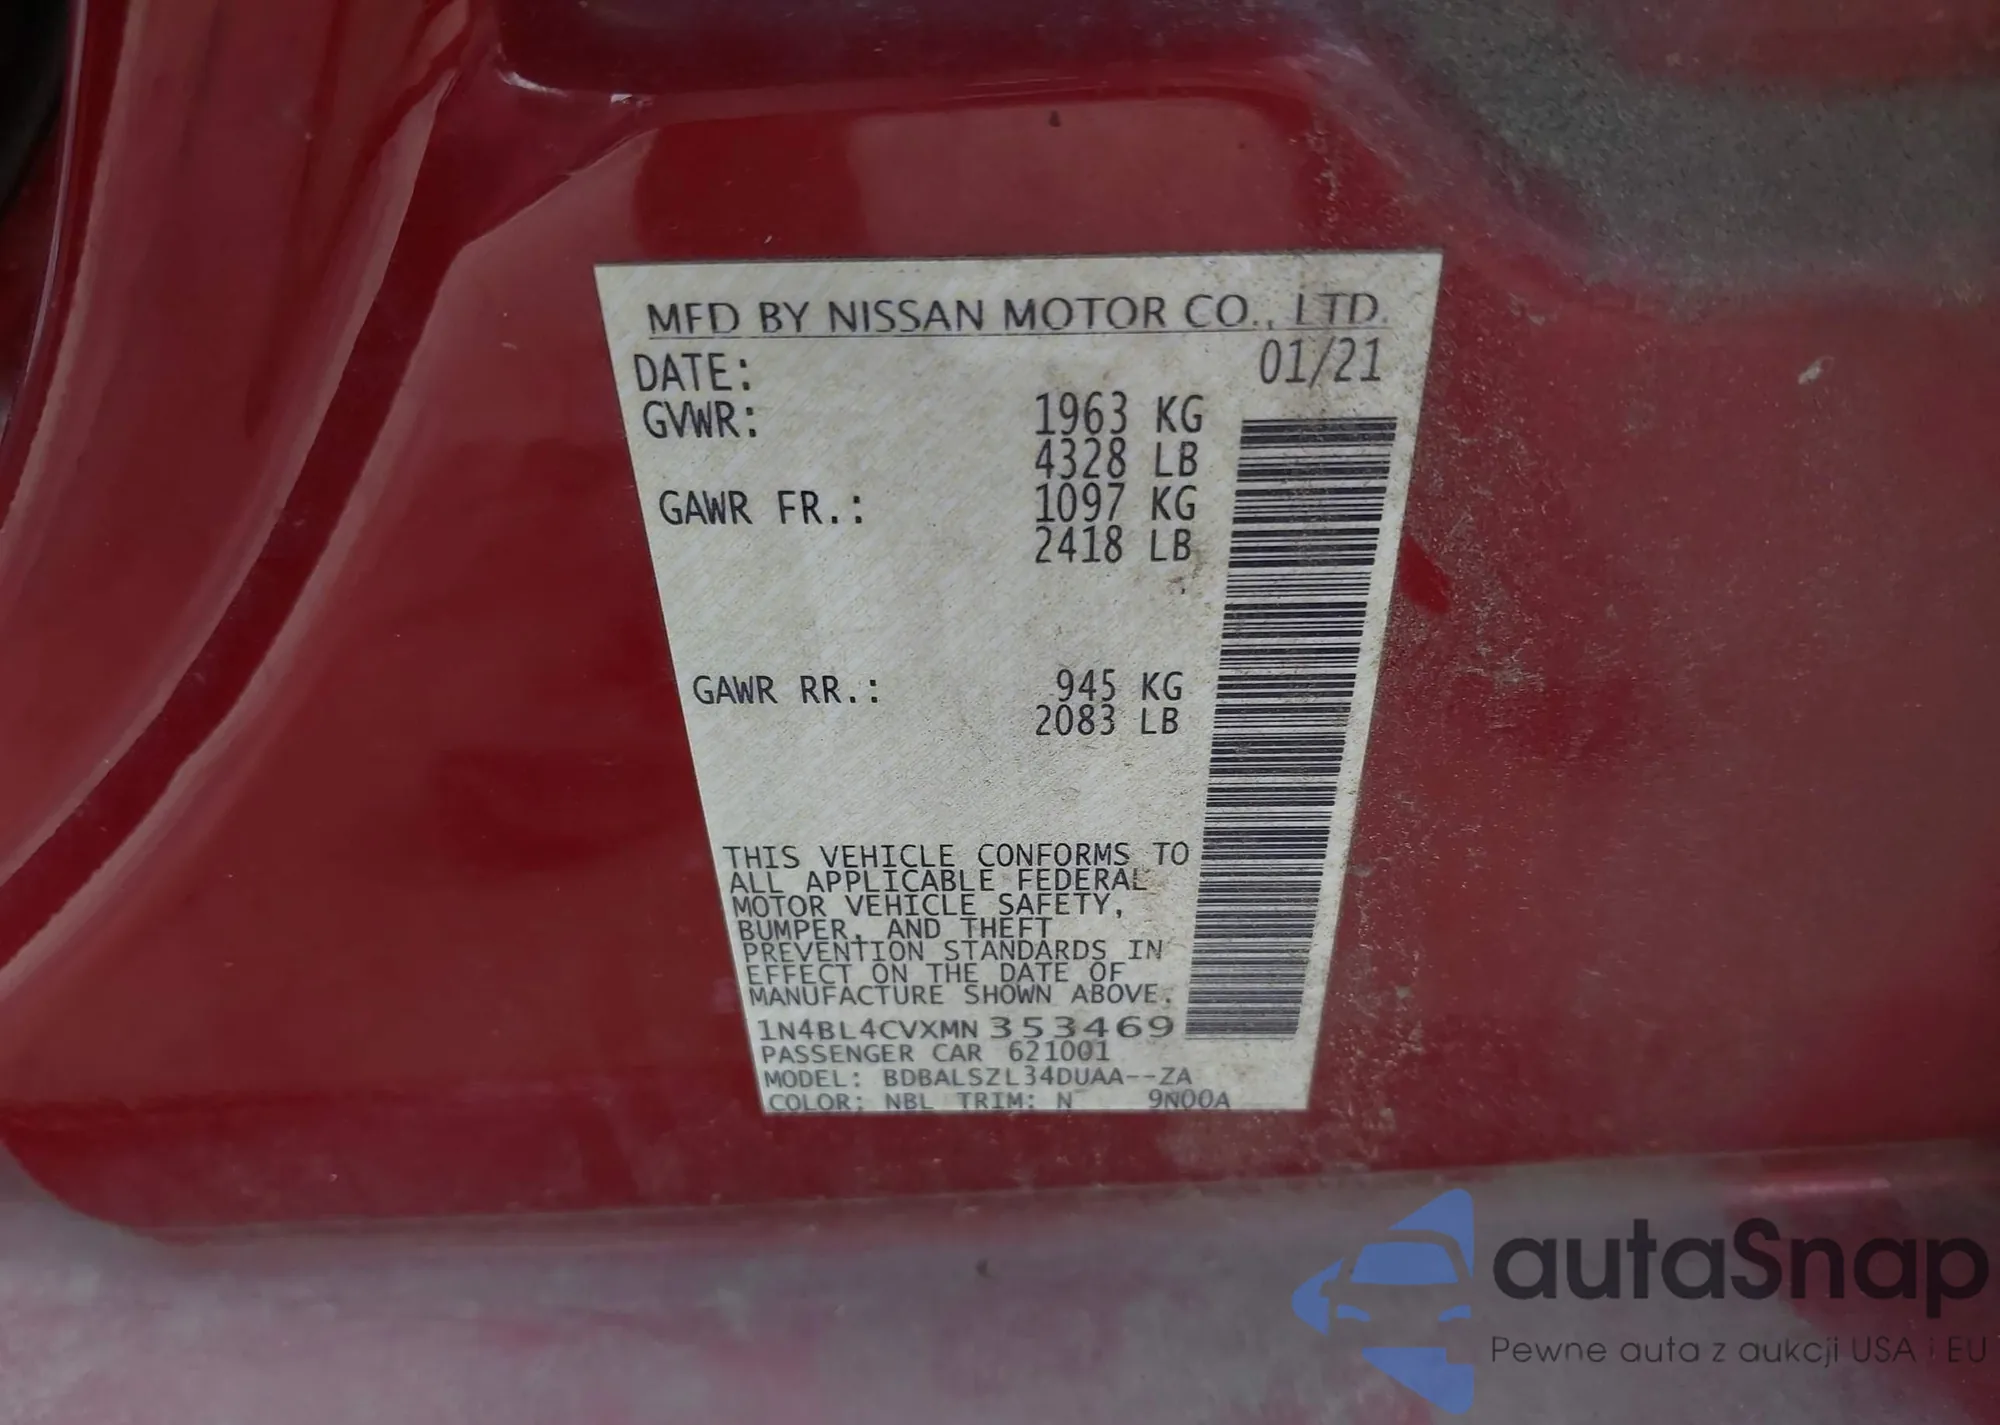 MFD BY NISSAN MOTOR CO., LTD.
DATE: 01/21
GVWR: 1963 KG
4328 LB
GAWR FR.: 1097 KG
2418 LB
GAWR RR.: 945 KG
2083 LB
THIS VEHICLE CONFORMS TO
ALL APPLICABLE FEDERAL
MOTOR VEHICLE SAFETY,
BUMPER, AND THEFT
PREVENTION STANDARDS IN
EFFECT ON THE DATE OF
MANUFACTURE SHOWN ABOVE.
1N4BL4CVXMN353469
PASSENGER CAR 621001
MODEL: BDBALSZL34DUAA--ZA
COLOR: NBL TRIM: N 9N00A
autaSnap
Pewne auta z aukcji USA i EU